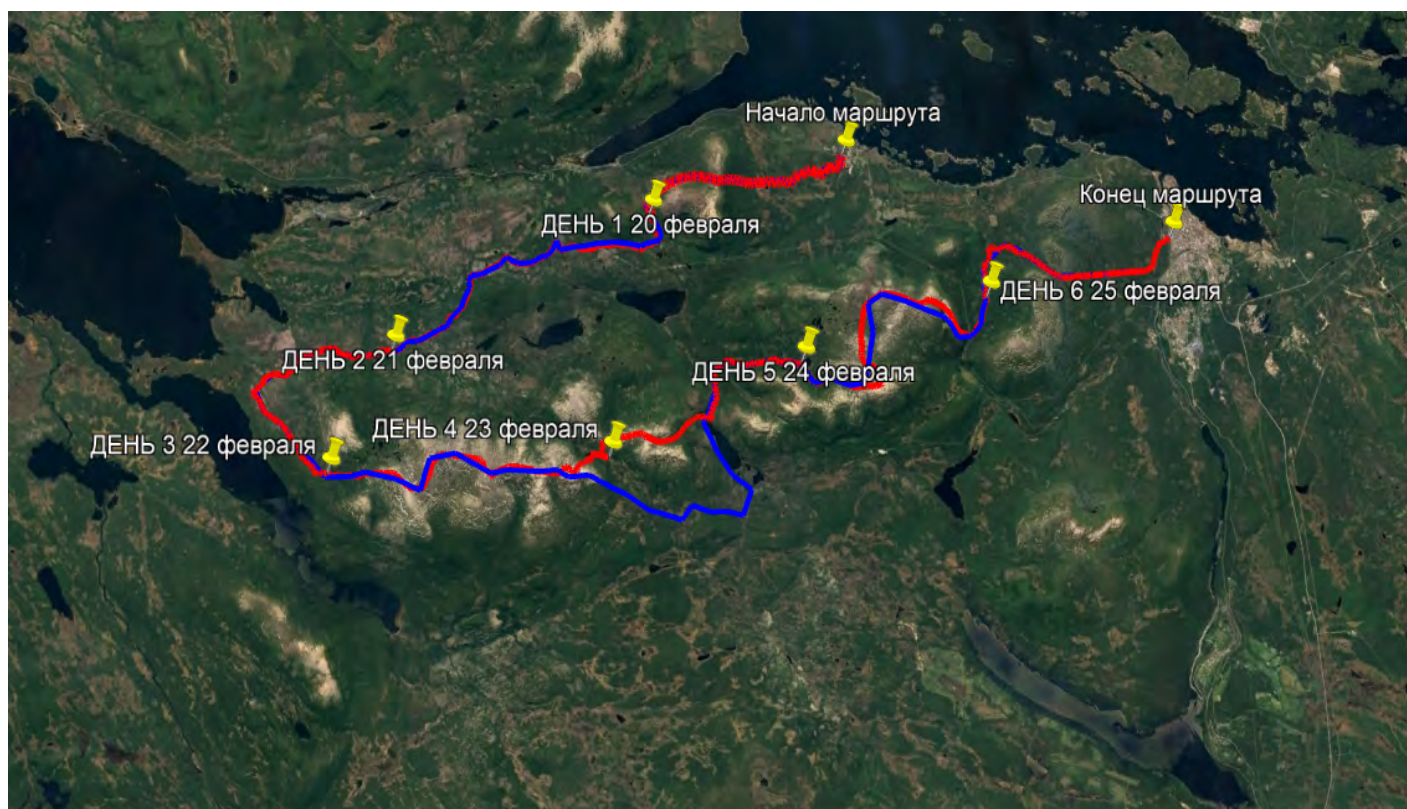 Начало маршрута
Конец маршрута
ДЕНЬ 1 20 февраля
ДЕНЬ 6 25 февраля
ДЕНЬ 2 21 февраля
ДЕНЬ 5 24 февраля
ДЕНЬ 4 23 февраля
ДЕНЬ 3 22 февраля